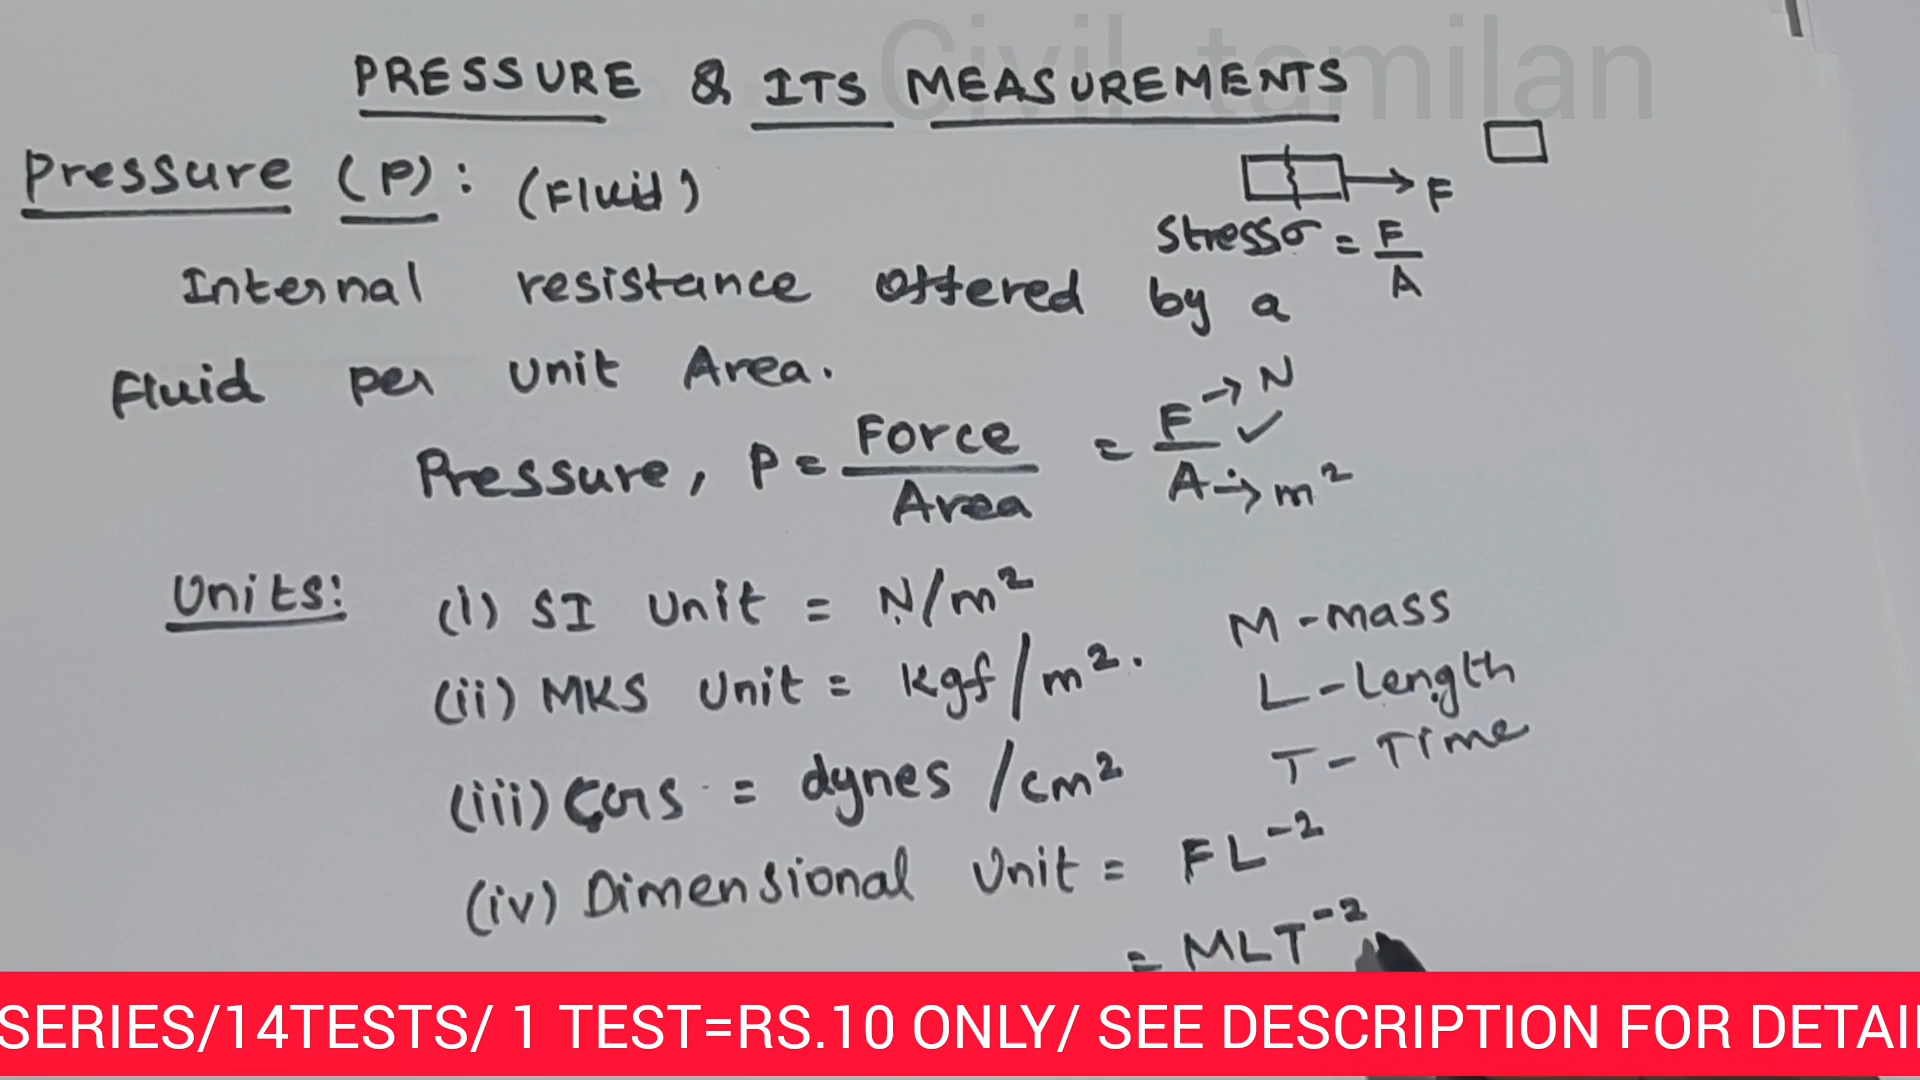 Civil_tamilan
PRESSURE & ITS MEASUREMENTS
Pressure (P): (Fluid)
F
Stress σ = F/A
Internal resistance offered by a
Fluid per unit Area.
Pressure, P = Force/Area = F/A → N ✓ → m²
Units: (i) SI Unit = N/m²
(ii) MKS Unit = kgf/m².
(iii) CGS = dynes/cm²
(iv) Dimensional Unit = FL⁻²
= MLT⁻²
M - mass
L - Length
T - Time
SERIES/14TESTS/ 1 TEST=RS.10 ONLY/ SEE DESCRIPTION FOR DETAI